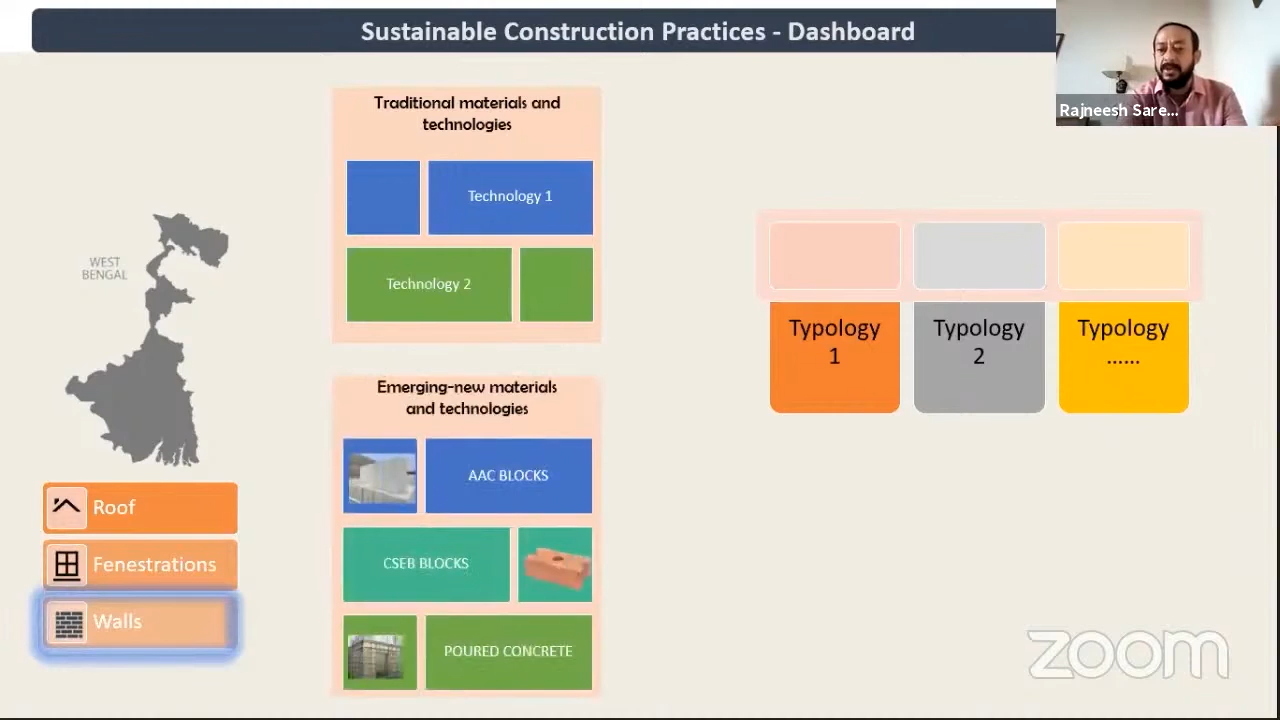 Sustainable Construction Practices - Dashboard
Rajneesh Sare...
Traditional materials and
technologies
Technology 1
Technology 2
WEST
BENGAL
Roof
Fenestrations
Walls
Emerging-new materials
and technologies
AAC BLOCKS
CSEB BLOCKS
POURED CONCRETE
Typology
1
Typology
2
Typology
......
zoom